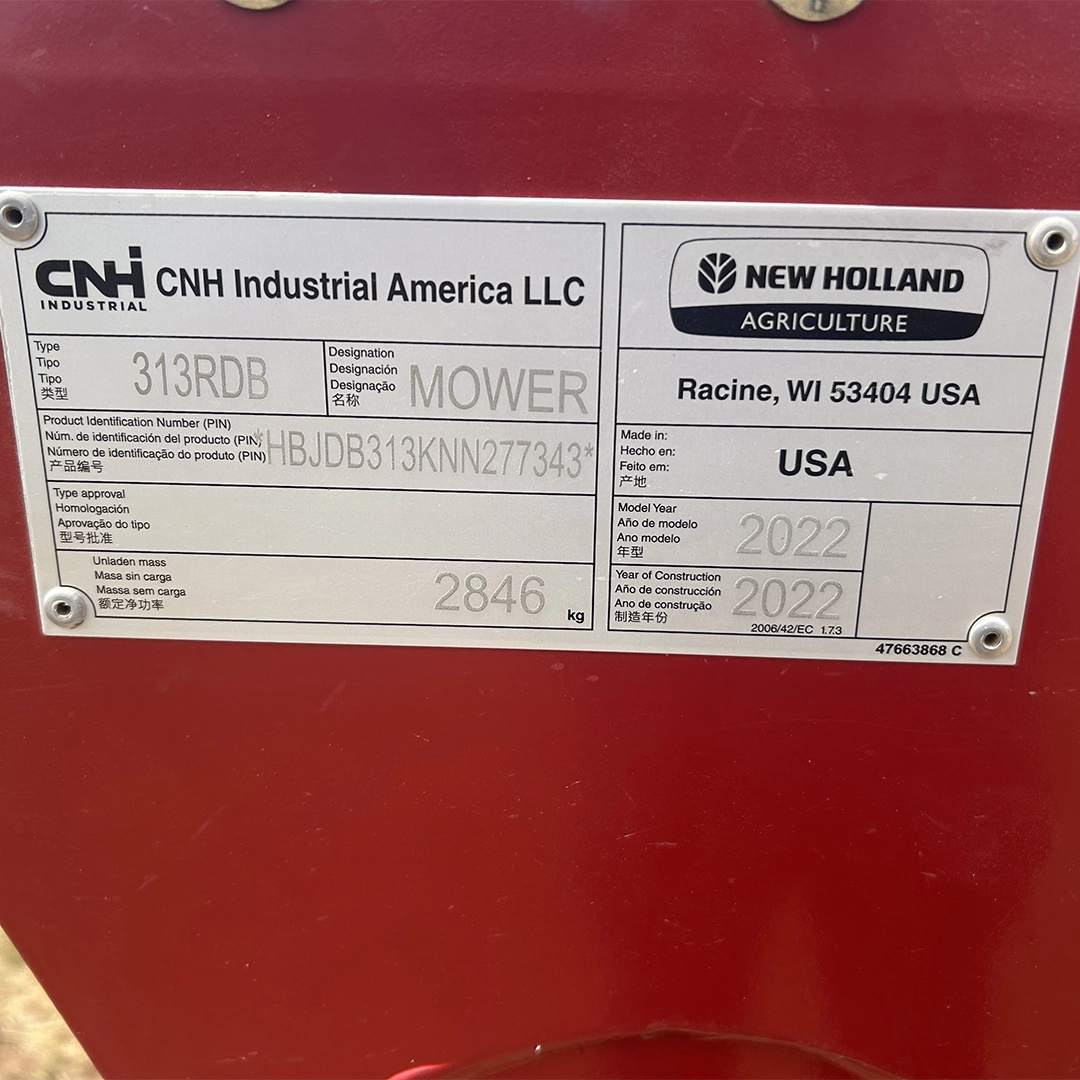 CNH
INDUSTRIAL
CNH Industrial America LLC
Type
Tipo
Tipo
类型
313RDB
Designation
Designación
Designação
名称
MOWER
Product Identification Number (PIN)
Núm. de identificación del producto (PIN)
Número de identificação do produto (PIN)
产品编号
*HBJDB313KNN277343*
Type approval
Homologación
Aprovação do tipo
型号批准
Unladen mass
Masa sin carga
Massa sem carga
额定净功率
2846
kg
NEW HOLLAND
AGRICULTURE
Racine, WI 53404 USA
Made in:
Hecho en:
Feito em:
产地
USA
Model Year
Año de modelo
Ano modelo
年型
2022
Year of Construction
Año de construcción
Ano de construção
制造年份
2022
2006/42/EC 1.7.3
47663868 C